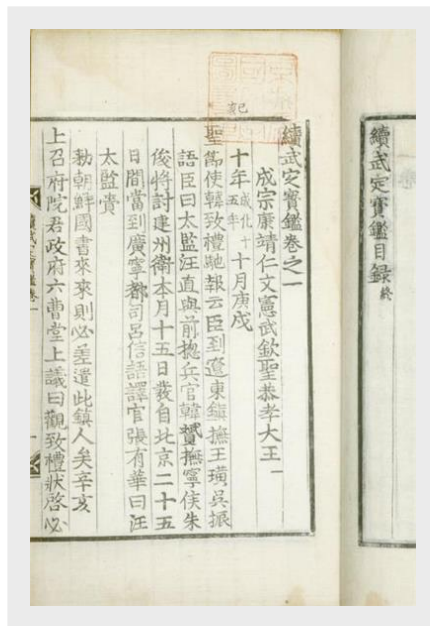 續武定寶鑑目錄終
續武定寶鑑卷之一
成宗康靖仁文憲武欽聖恭孝大王一
己亥
十年成化十五年十月庚戌
聖節使韓致禮馳報云臣到遼東鎭撫王璜吳振
語臣曰太監汪直與前揔兵官韓贇撫寧侯朱
俊將討建州衛本月十五日發自北京二十五
日間當到廣寧都司呂信語譯官張有華曰汪
太監賫
勑朝鮮國書來來則必差遣此鎭人矣辛亥
上召府院君政府六曹堂上議曰觀致禮狀啓必